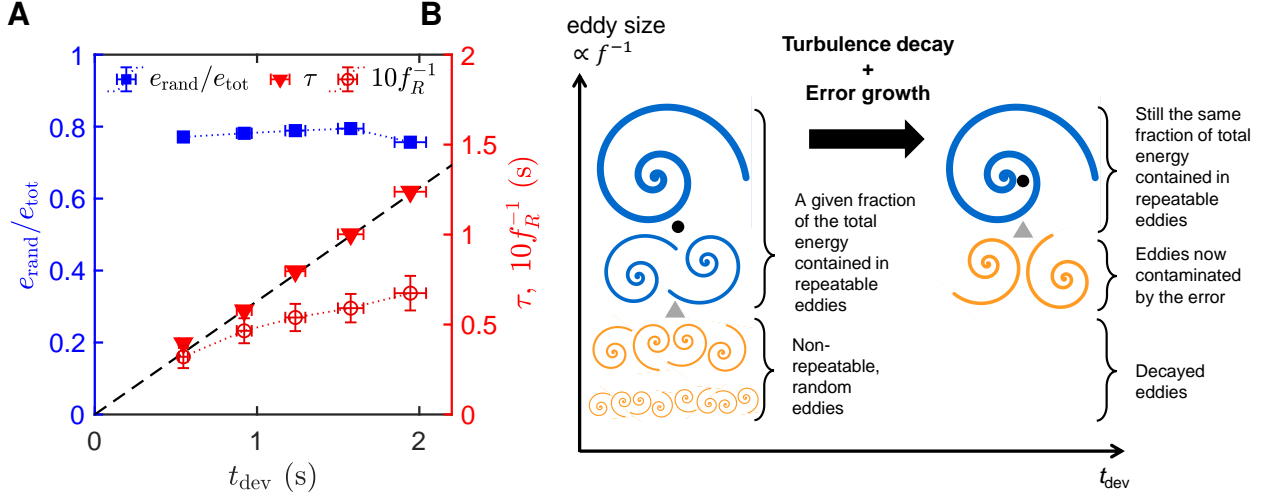 A
B
1
0.8
0.6
0.4
0.2
0
e_rand/e_tot
e_rand/e_tot
τ
10f_R^{-1}
2
1.5
1
0.5
0
τ, 10f_R^{-1} (s)
0
1
2
t_dev (s)
eddy size
∝ f^{-1}
Turbulence decay
+
Error growth
A given fraction
of the total
energy
contained in
repeatable
eddies
Non-
repeatable,
random
eddies
Still the same
fraction of total
energy
contained in
repeatable
eddies
Eddies now
contaminated
by the error
Decayed
eddies
t_dev